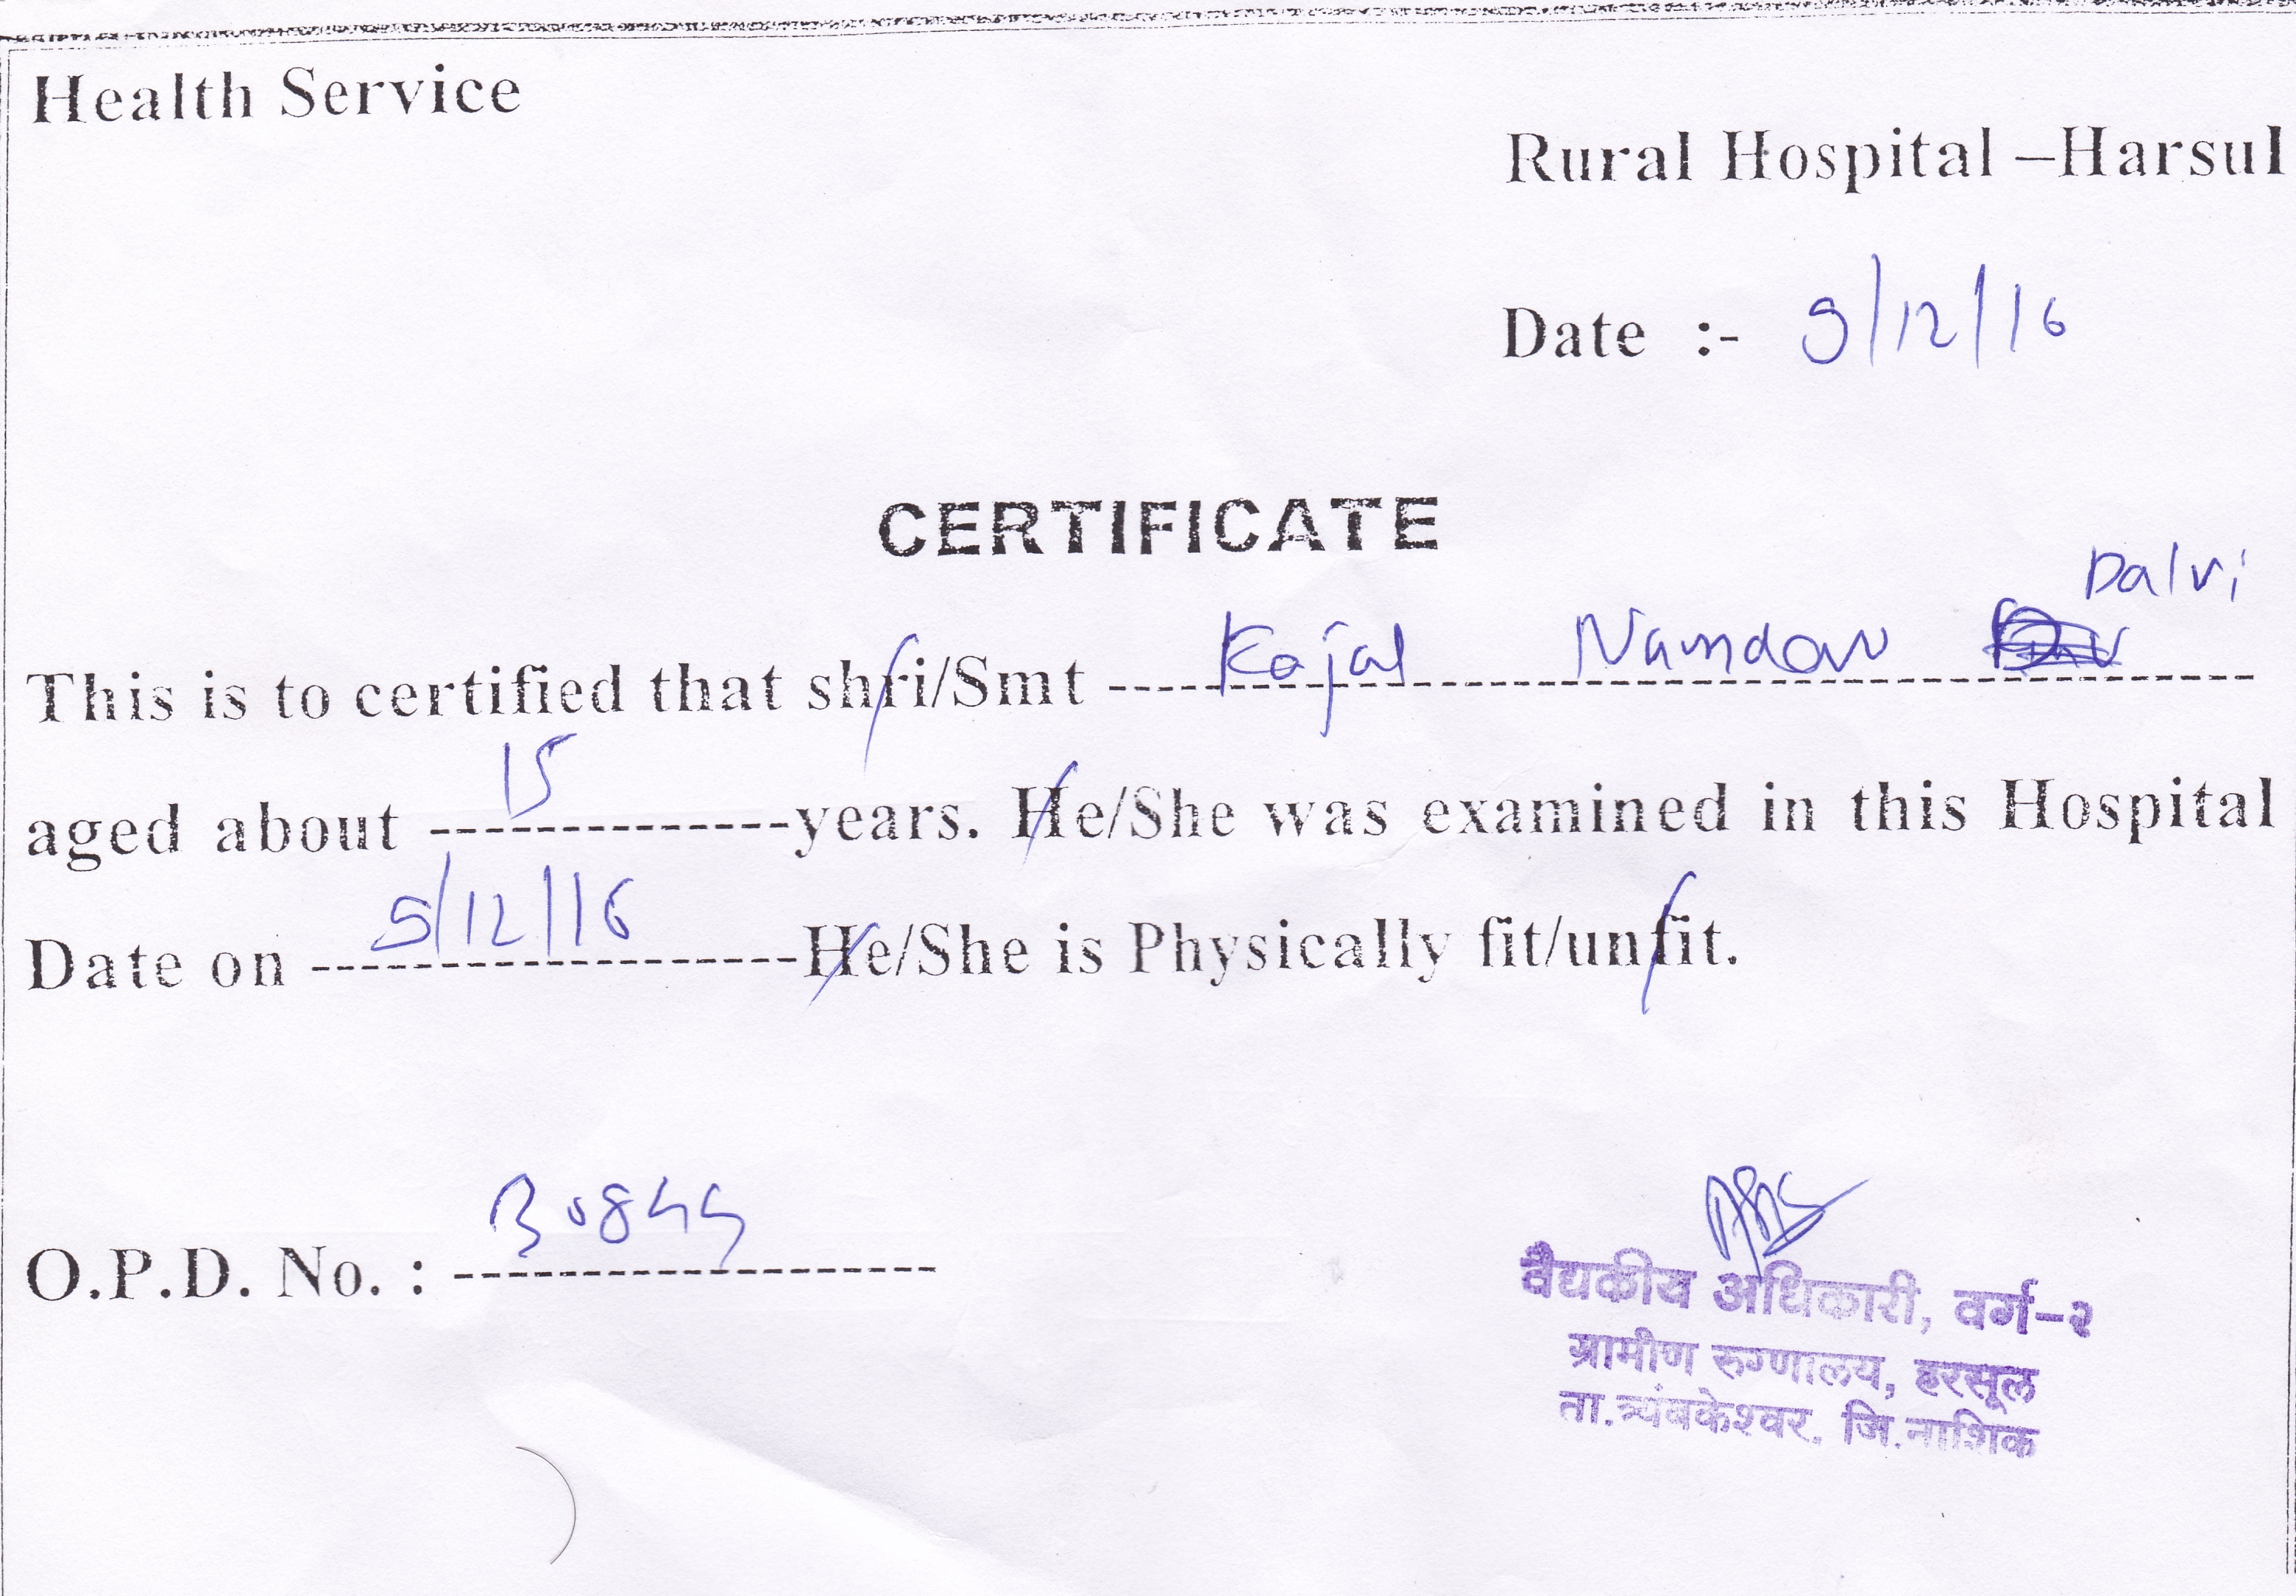 Health Service
Rural Hospital –Harsul
Date :- 5/12/16
CERTIFICATE
Dalvi
This is to certified that shri/Smt Kajal Namdav
aged about 15 years. He/She was examined in this Hospital
Date on 5/12/16 He/She is Physically fit/unfit.
O.P.D. No. :
वैद्यकीय अधिकारी, वर्ग-२
ग्रामीण रुग्णालय, हरसूल
ता.त्र्यंबकेश्वर. जि.नाशिक